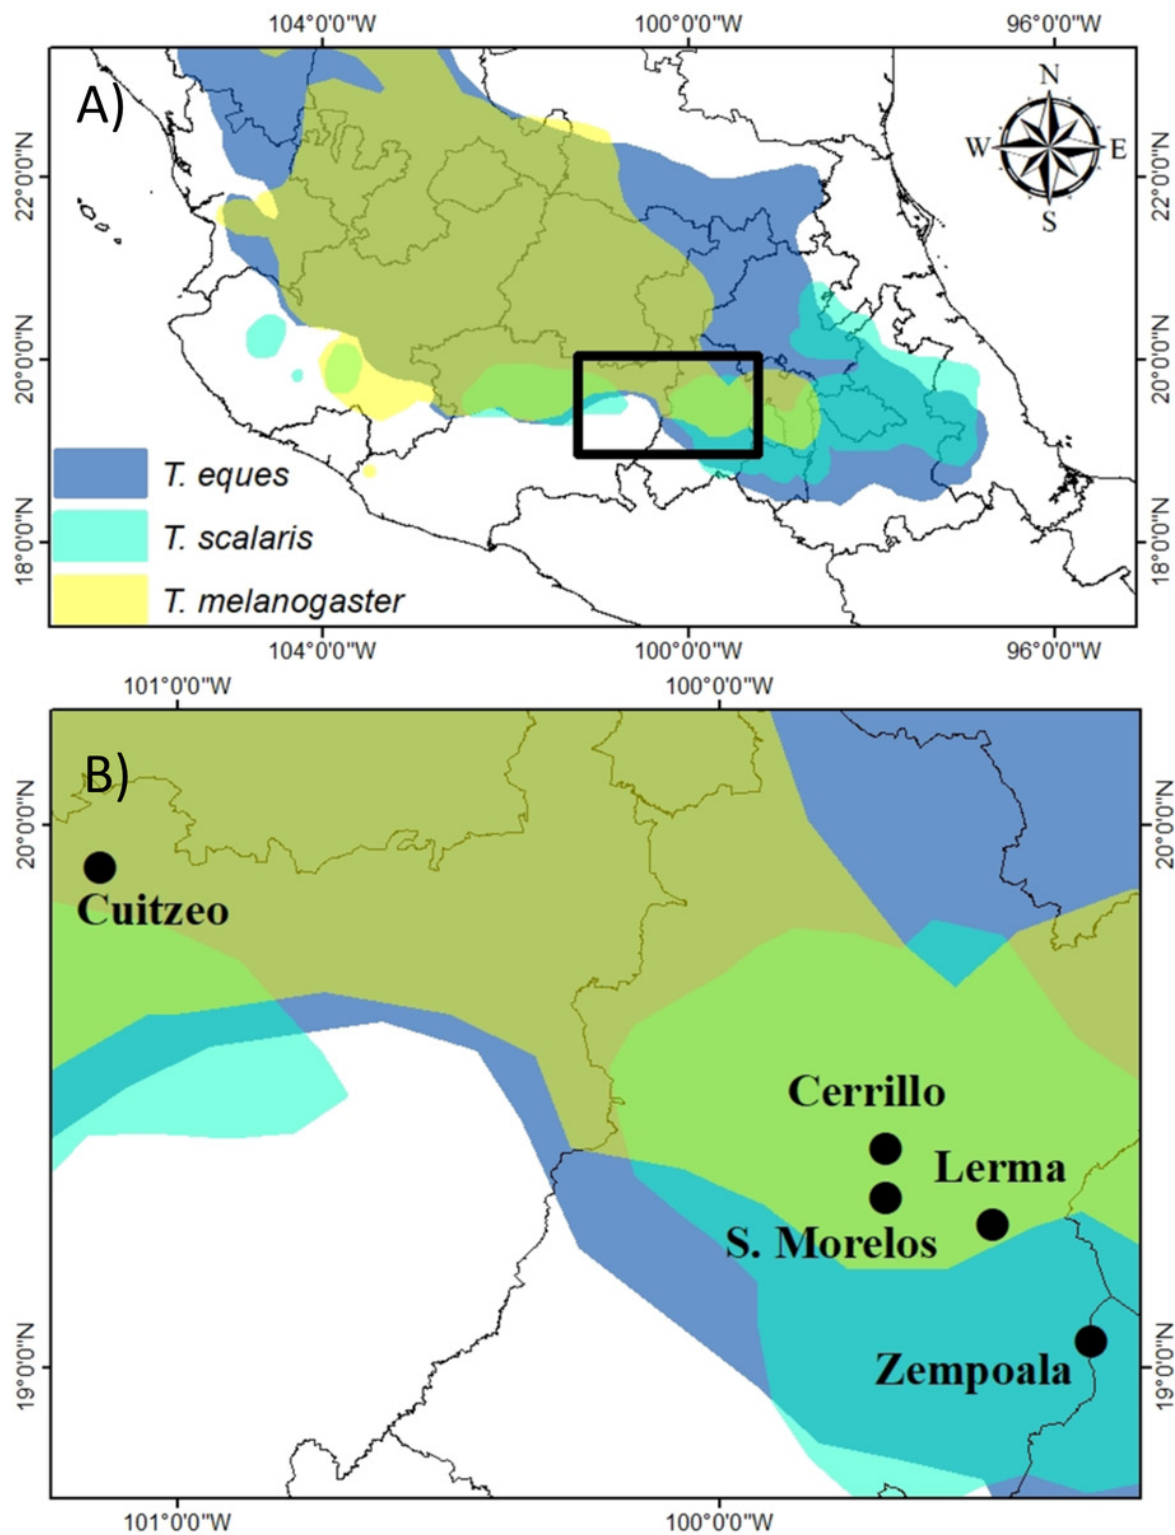 104°0'0"W 100°0'0"W 96°0'0"W
A)
N
W E
S
22°0'0"N 22°0'0"N
20°0'0"N 20°0'0"N
18°0'0"N 18°0'0"N
T. eques
T. scalaris
T. melanogaster
104°0'0"W 100°0'0"W 96°0'0"W
101°0'0"W 100°0'0"W
B)
20°0'0"N 20°0'0"N
Cuitzeo
Cerrillo
Lerma
S. Morelos
Zempoala
19°0'0"N 19°0'0"N
101°0'0"W 100°0'0"W